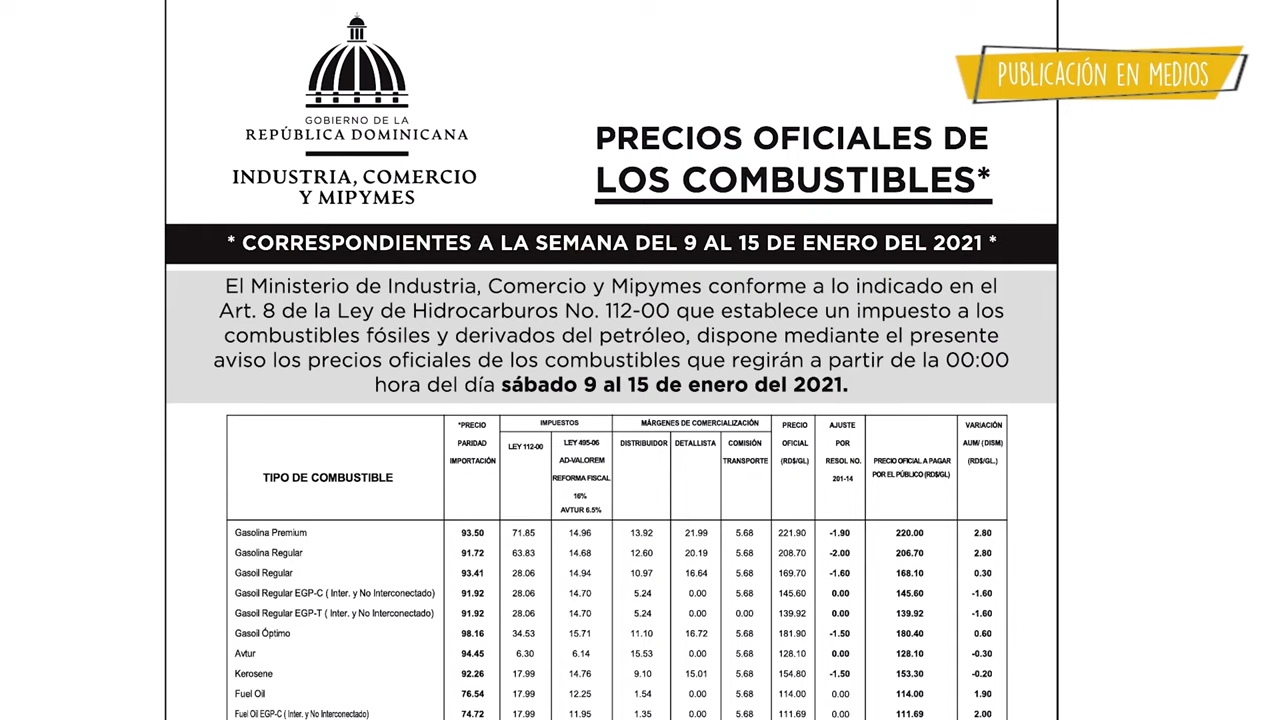 PUBLICACIÓN EN MEDIOS
GOBIERNO DE LA
REPÚBLICA DOMINICANA
INDUSTRIA, COMERCIO
Y MIPYMES
PRECIOS OFICIALES DE
LOS COMBUSTIBLES*
* CORRESPONDIENTES A LA SEMANA DEL 9 AL 15 DE ENERO DEL 2021 *
El Ministerio de Industria, Comercio y Mipymes conforme a lo indicado en el
Art. 8 de la Ley de Hidrocarburos No. 112-00 que establece un impuesto a los
combustibles fósiles y derivados del petróleo, dispone mediante el presente
aviso los precios oficiales de los combustibles que regirán a partir de la 00:00
hora del día sábado 9 al 15 de enero del 2021.
TIPO DE COMBUSTIBLE
*PRECIO
PARIDAD
IMPORTACIÓN
IMPUESTOS
LEY 112-00
LEY 495-06
AD-VALOREM
REFORMA FISCAL
16%
AVTUR 6.5%
MÁRGENES DE COMERCIALIZACIÓN
DISTRIBUIDOR
DETALLISTA
COMISIÓN
TRANSPORTE
PRECIO
OFICIAL
(RD$/GL)
AJUSTE
POR
RESOL NO.
201-14
PRECIO OFICIAL A PAGAR
POR EL PÚBLICO (RD$/GL)
VARIACIÓN
AUM/ (DISM)
(RD$/GL.)
Gasolina Premium 93.50 71.85 14.96 13.92 21.99 5.68 221.90 -1.90 220.00 2.80
Gasolina Regular 91.72 63.83 14.68 12.60 20.19 5.68 208.70 -2.00 206.70 2.80
Gasoil Regular 93.41 28.06 14.94 10.97 16.64 5.68 169.70 -1.60 168.10 0.30
Gasoil Regular EGP-C ( Inter. y No Interconectado) 91.92 28.06 14.70 5.24 0.00 5.68 145.60 0.00 145.60 -1.60
Gasoil Regular EGP-T ( Inter. y No Interconectado) 91.92 28.06 14.70 5.24 0.00 0.00 139.92 0.00 139.92 -1.60
Gasoil Óptimo 98.16 34.53 15.71 11.10 16.72 5.68 181.90 -1.50 180.40 0.60
Avtur 94.45 6.30 6.14 15.53 0.00 5.68 128.10 0.00 128.10 -0.30
Kerosene 92.26 17.99 14.76 9.10 15.01 5.68 154.80 -1.50 153.30 -0.20
Fuel Oil 76.54 17.99 12.25 1.54 0.00 5.68 114.00 0.00 114.00 1.90
Fuel Oil EGP-C ( Inter. y No Interconectado) 74.72 17.99 11.95 1.35 0.00 5.68 111.69 0.00 111.69 2.00